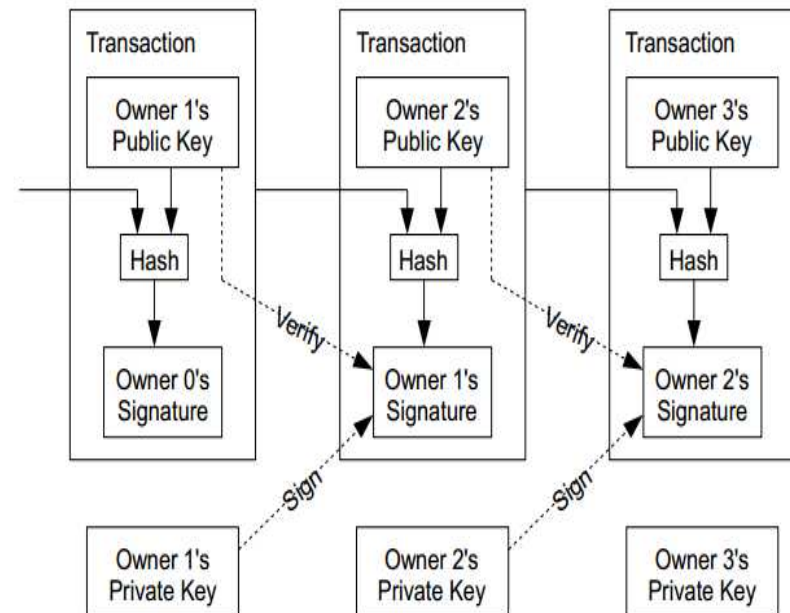 Transaction
Transaction
Transaction
Owner 1's
Public Key
Owner 2's
Public Key
Owner 3's
Public Key
Hash
Hash
Hash
Verify
Verify
Owner 0's
Signature
Owner 1's
Signature
Owner 2's
Signature
Sign
Sign
Owner 1's
Private Key
Owner 2's
Private Key
Owner 3's
Private Key